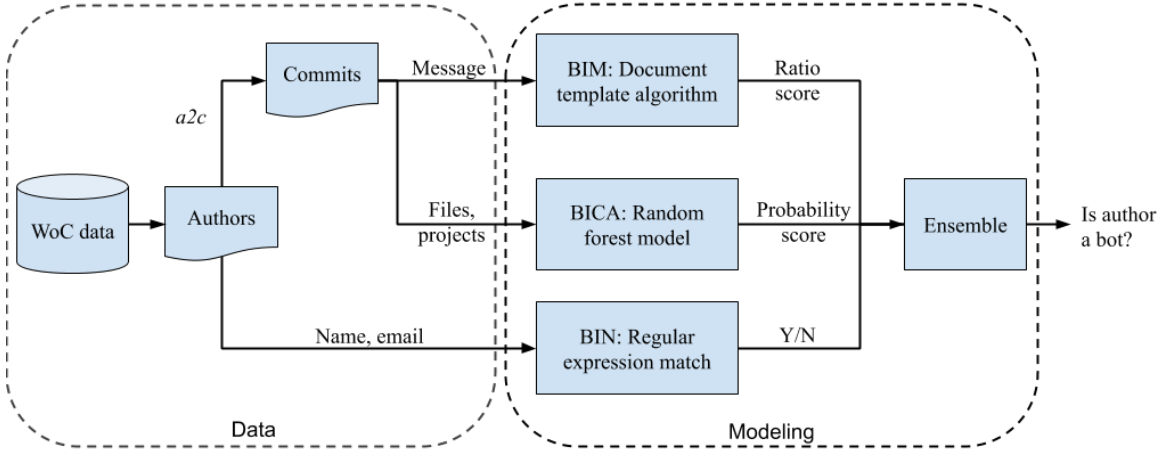 Commits
Message
BIM: Document
template algorithm
Ratio
score
a2c
WoC data
Authors
Files,
projects
BICA: Random
forest model
Probability
score
Ensemble
Is author
a bot?
Name, email
BIN: Regular
expression match
Y/N
Data
Modeling